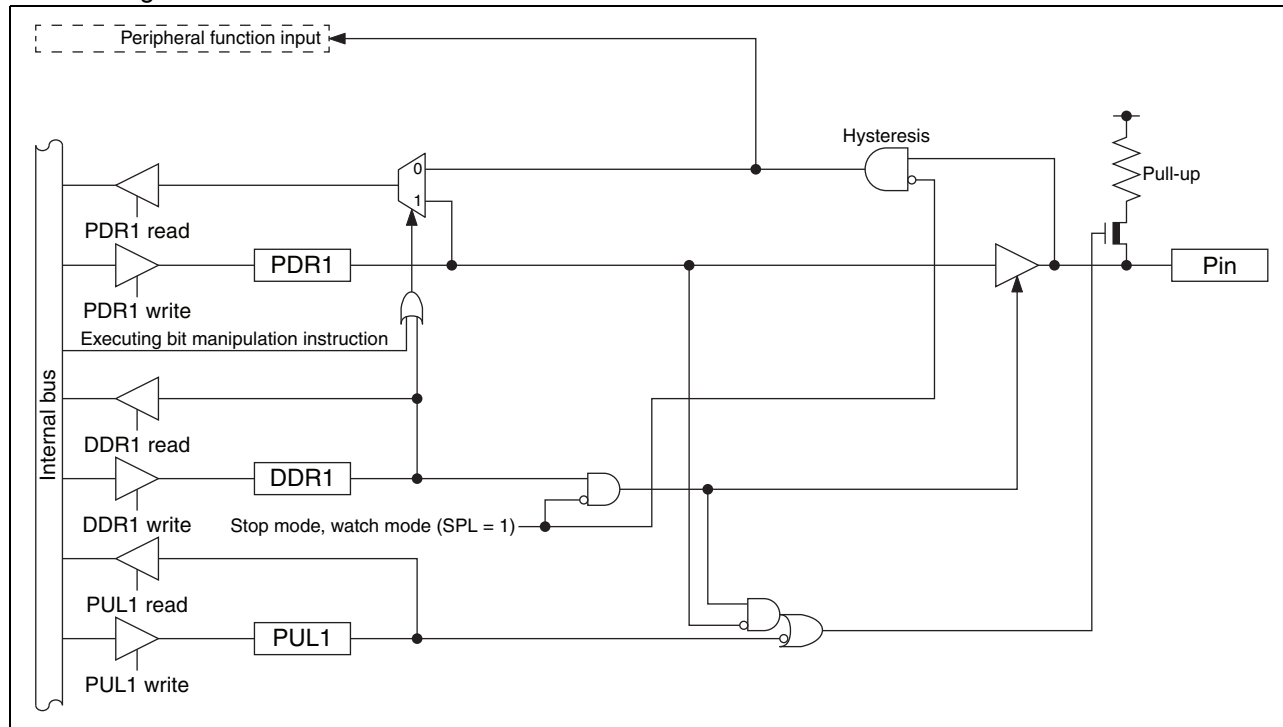 Peripheral function input
Hysteresis
0
Pull-up
1
PDR1 read
PDR1
Pin
PDR1 write
Executing bit manipulation instruction
Internal bus
DDR1 read
DDR1
DDR1 write
Stop mode, watch mode (SPL = 1)
PUL1 read
PUL1
PUL1 write